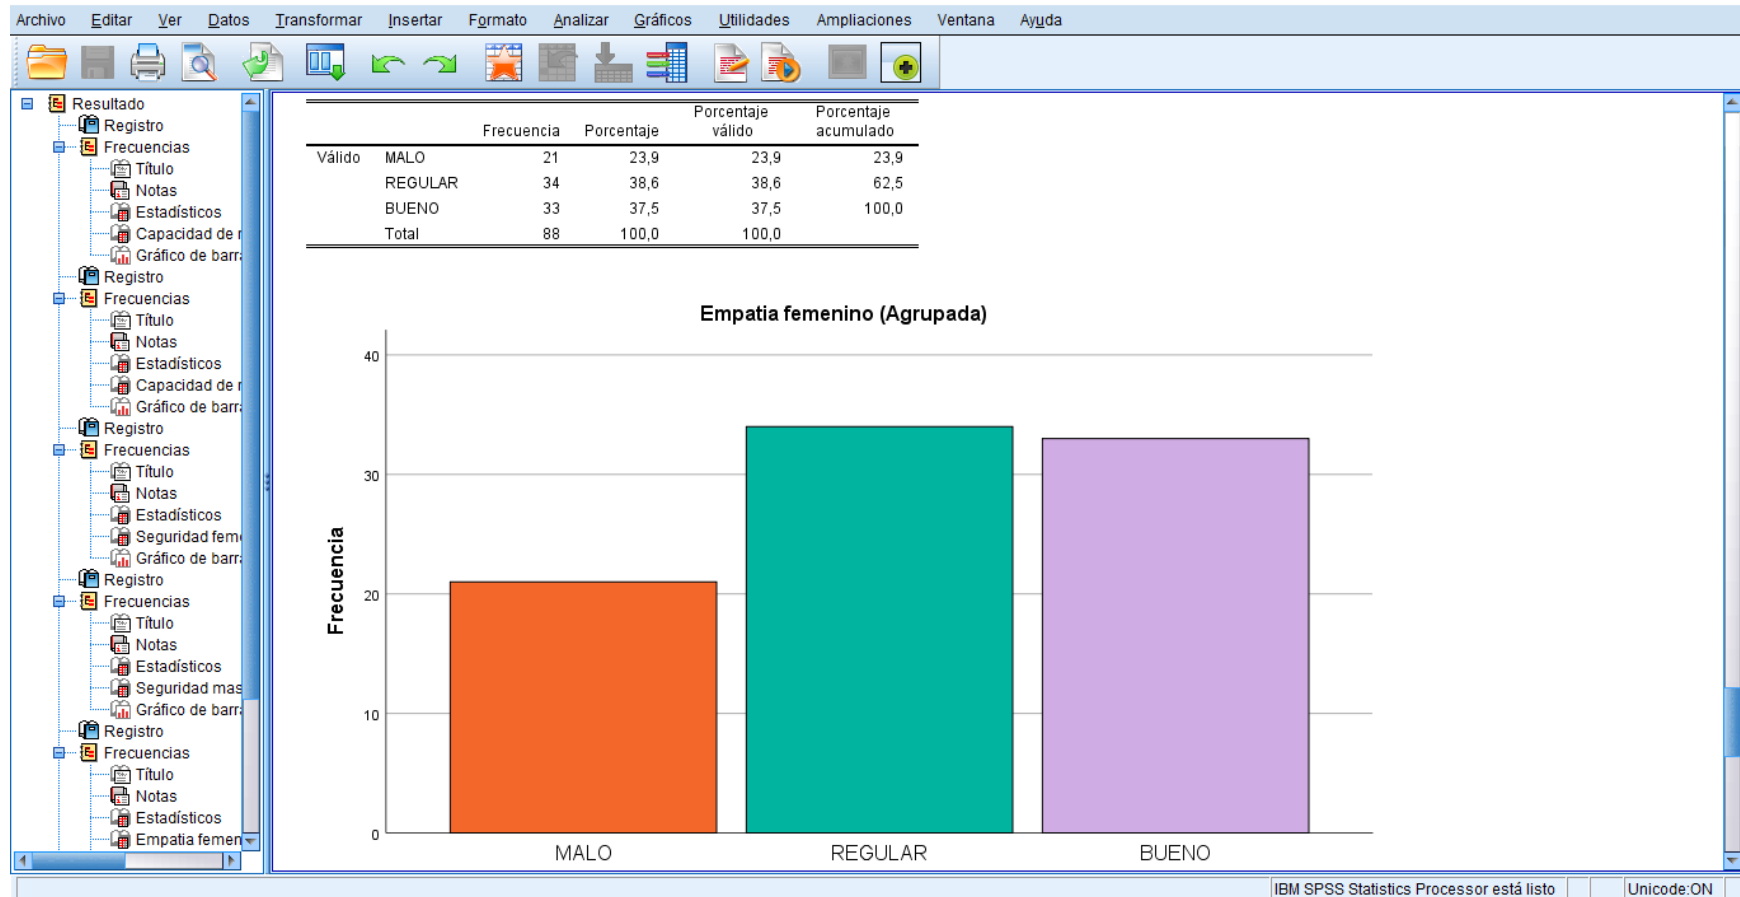 Archivo Editar Ver Datos Transformar Insertar Formato Analizar Gráficos Utilidades Ampliaciones Ventana Ayuda
Resultado
Registro
Frecuencias
Título
Notas
Estadísticos
Capacidad de r
Gráfico de barra
Registro
Frecuencias
Título
Notas
Estadísticos
Capacidad de r
Gráfico de barra
Registro
Frecuencias
Título
Notas
Estadísticos
Seguridad feme
Gráfico de barra
Registro
Frecuencias
Título
Notas
Estadísticos
Seguridad mas
Gráfico de barra
Registro
Frecuencias
Título
Notas
Estadísticos
Empatia femen
Porcentaje Porcentaje
Frecuencia Porcentaje válido acumulado
Válido MALO 21 23,9 23,9 23,9
REGULAR 34 38,6 38,6 62,5
BUENO 33 37,5 37,5 100,0
Total 88 100,0 100,0
Empatia femenino (Agrupada)
Frecuencia
40
30
20
10
0
MALO REGULAR BUENO
IBM SPSS Statistics Processor está listo Unicode:ON